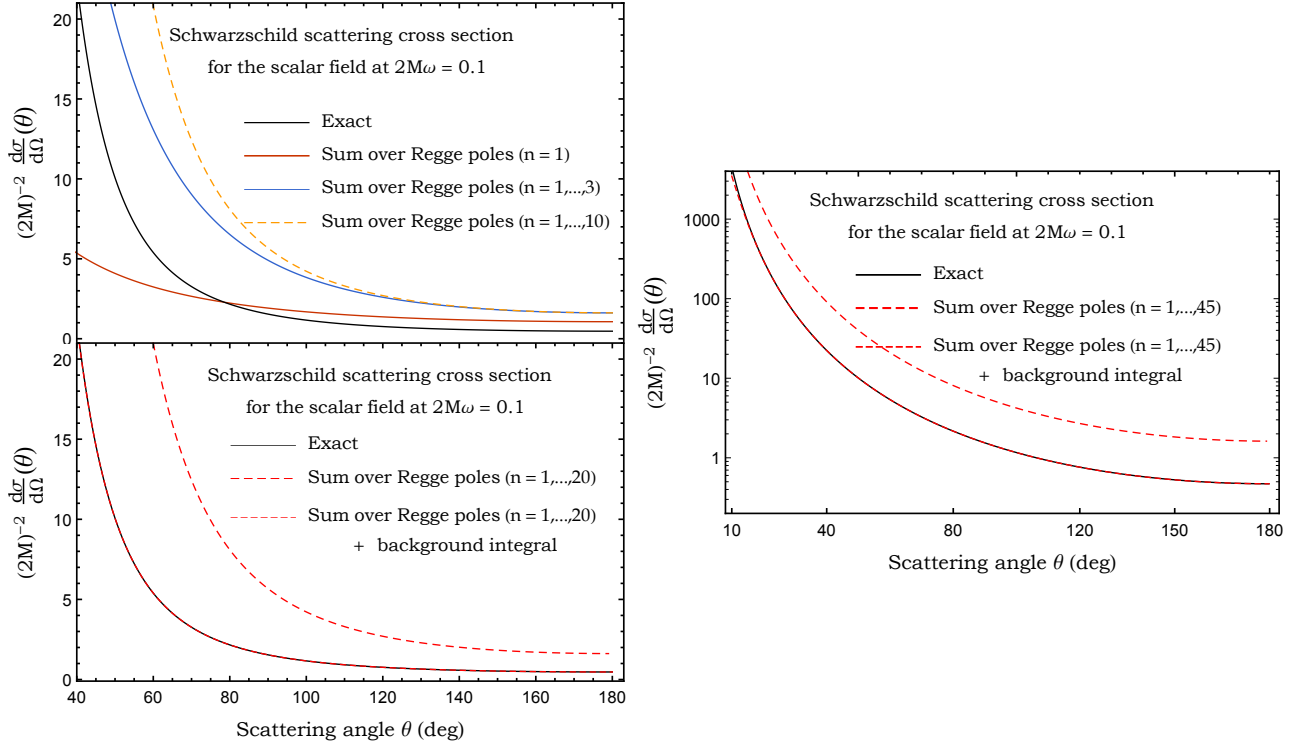 20
15
10
5
0
(2M)⁻² dσ/dΩ(θ)
Schwarzschild scattering cross section
for the scalar field at 2Mω = 0.1
Exact
Sum over Regge poles (n = 1)
Sum over Regge poles (n = 1,...,3)
Sum over Regge poles (n = 1,...,10)
20
15
10
5
0
(2M)⁻² dσ/dΩ(θ)
Schwarzschild scattering cross section
for the scalar field at 2Mω = 0.1
Exact
Sum over Regge poles (n = 1,...,20)
Sum over Regge poles (n = 1,...,20)
+ background integral
40 60 80 100 120 140 160 180
Scattering angle θ (deg)
1000
100
10
1
(2M)⁻² dσ/dΩ(θ)
Schwarzschild scattering cross section
for the scalar field at 2Mω = 0.1
Exact
Sum over Regge poles (n = 1,...,45)
Sum over Regge poles (n = 1,...,45)
+ background integral
10 40 80 120 150 180
Scattering angle θ (deg)